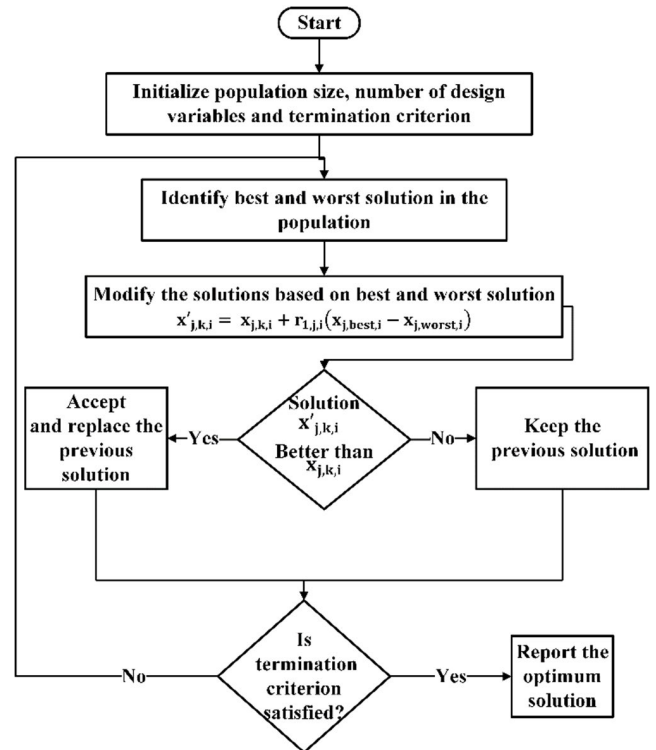 Start
Initialize population size, number of design
variables and termination criterion
Identify best and worst solution in the
population
Modify the solutions based on best and worst solution
x′j,k,i = xj,k,i + r1,j,i(xj,best,i − xj,worst,i)
Accept
and replace the
previous
solution
Yes
Solution
x′j,k,i
Better than
xj,k,i
No
Keep the
previous solution
No
Is
termination
criterion
satisfied?
Yes
Report the
optimum
solution